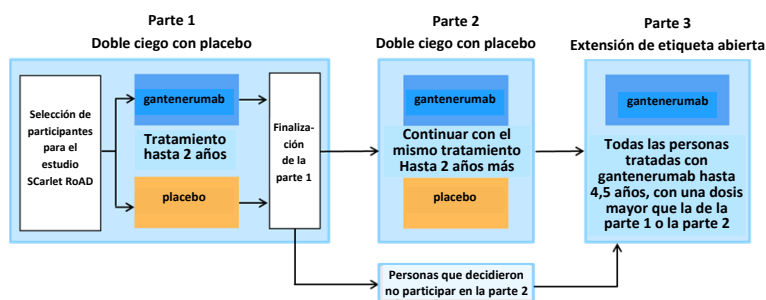 Parte 1
Doble ciego con placebo
Selección de
participantes
para el
estudio
SCarlet RoAD
gantenerumab
Tratamiento
hasta 2 años
placebo
Finaliza-
ción
de la
parte 1
Parte 2
Doble ciego con placebo
gantenerumab
Continuar con el
mismo tratamiento
Hasta 2 años más
placebo
Personas que decidieron
no participar en la parte 2
Parte 3
Extensión de etiqueta abierta
gantenerumab
Todas las personas
tratadas con
gantenerumab hasta
4,5 años, con una dosis
mayor que la de la
parte 1 o la parte 2